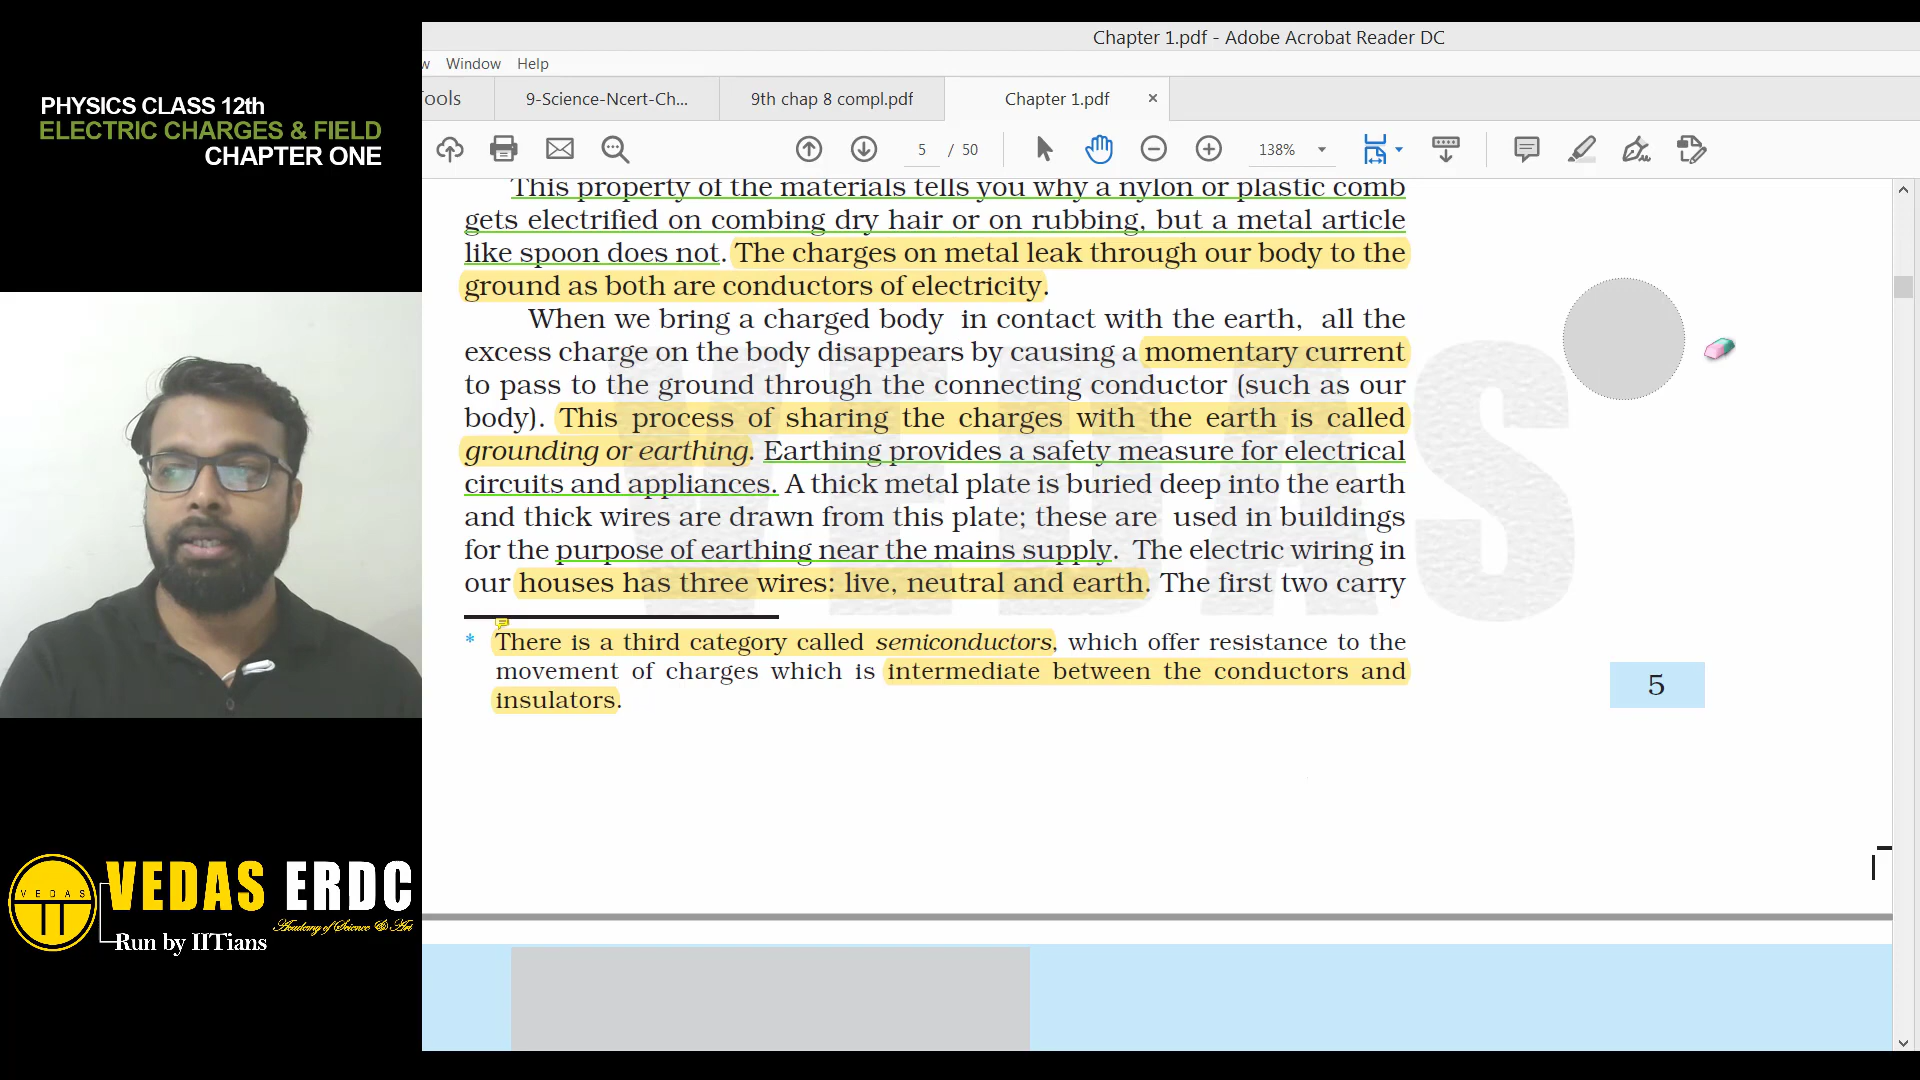 PHYSICS CLASS 12th
ELECTRIC CHARGES & FIELD
CHAPTER ONE
Chapter 1.pdf - Adobe Acrobat Reader DC
w Window Help
Tools 9-Science-Ncert-Ch... 9th chap 8 compl.pdf Chapter 1.pdf ×
5 / 50 138%
This property of the materials tells you why a nylon or plastic comb
gets electrified on combing dry hair or on rubbing, but a metal article
like spoon does not. The charges on metal leak through our body to the
ground as both are conductors of electricity.
When we bring a charged body in contact with the earth, all the
excess charge on the body disappears by causing a momentary current
to pass to the ground through the connecting conductor (such as our
body). This process of sharing the charges with the earth is called
grounding or earthing. Earthing provides a safety measure for electrical
circuits and appliances. A thick metal plate is buried deep into the earth
and thick wires are drawn from this plate; these are used in buildings
for the purpose of earthing near the mains supply. The electric wiring in
our houses has three wires: live, neutral and earth. The first two carry
* There is a third category called semiconductors, which offer resistance to the
movement of charges which is intermediate between the conductors and
insulators.
5
VEDAS
VEDAS
VEDAS ERDC
Academy of Science & Art
Run by IITians